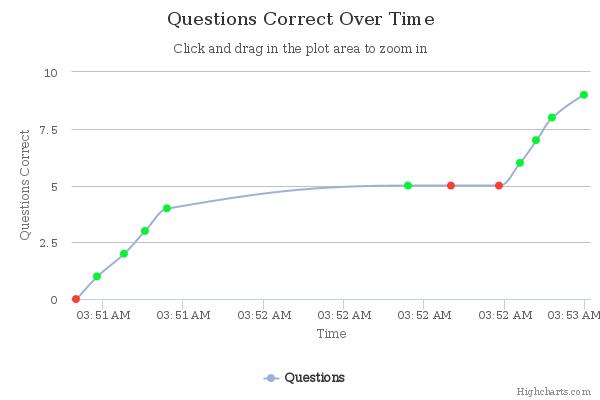 Questions Correct Over Time
Click and drag in the plot area to zoom in
Questions Correct
10
7.5
5
2.5
0
03:51 AM 03:51 AM 03:52 AM 03:52 AM 03:52 AM 03:52 AM 03:53 AM
Time
Questions
Highcharts.com